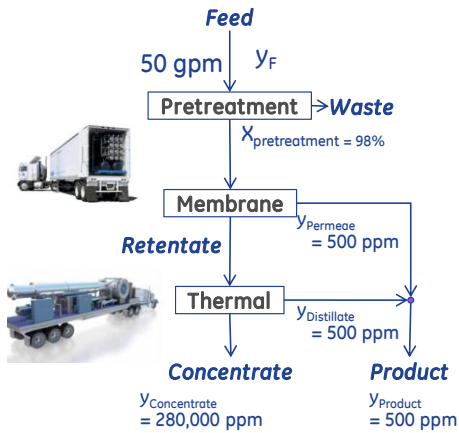 Feed
50 gpm
yF
Pretreatment
Waste
Xpretreatment = 98%
Membrane
yPermeae
= 500 ppm
Retentate
Thermal
yDistillate
= 500 ppm
Concentrate
Product
yConcentrate
= 280,000 ppm
yProduct
= 500 ppm